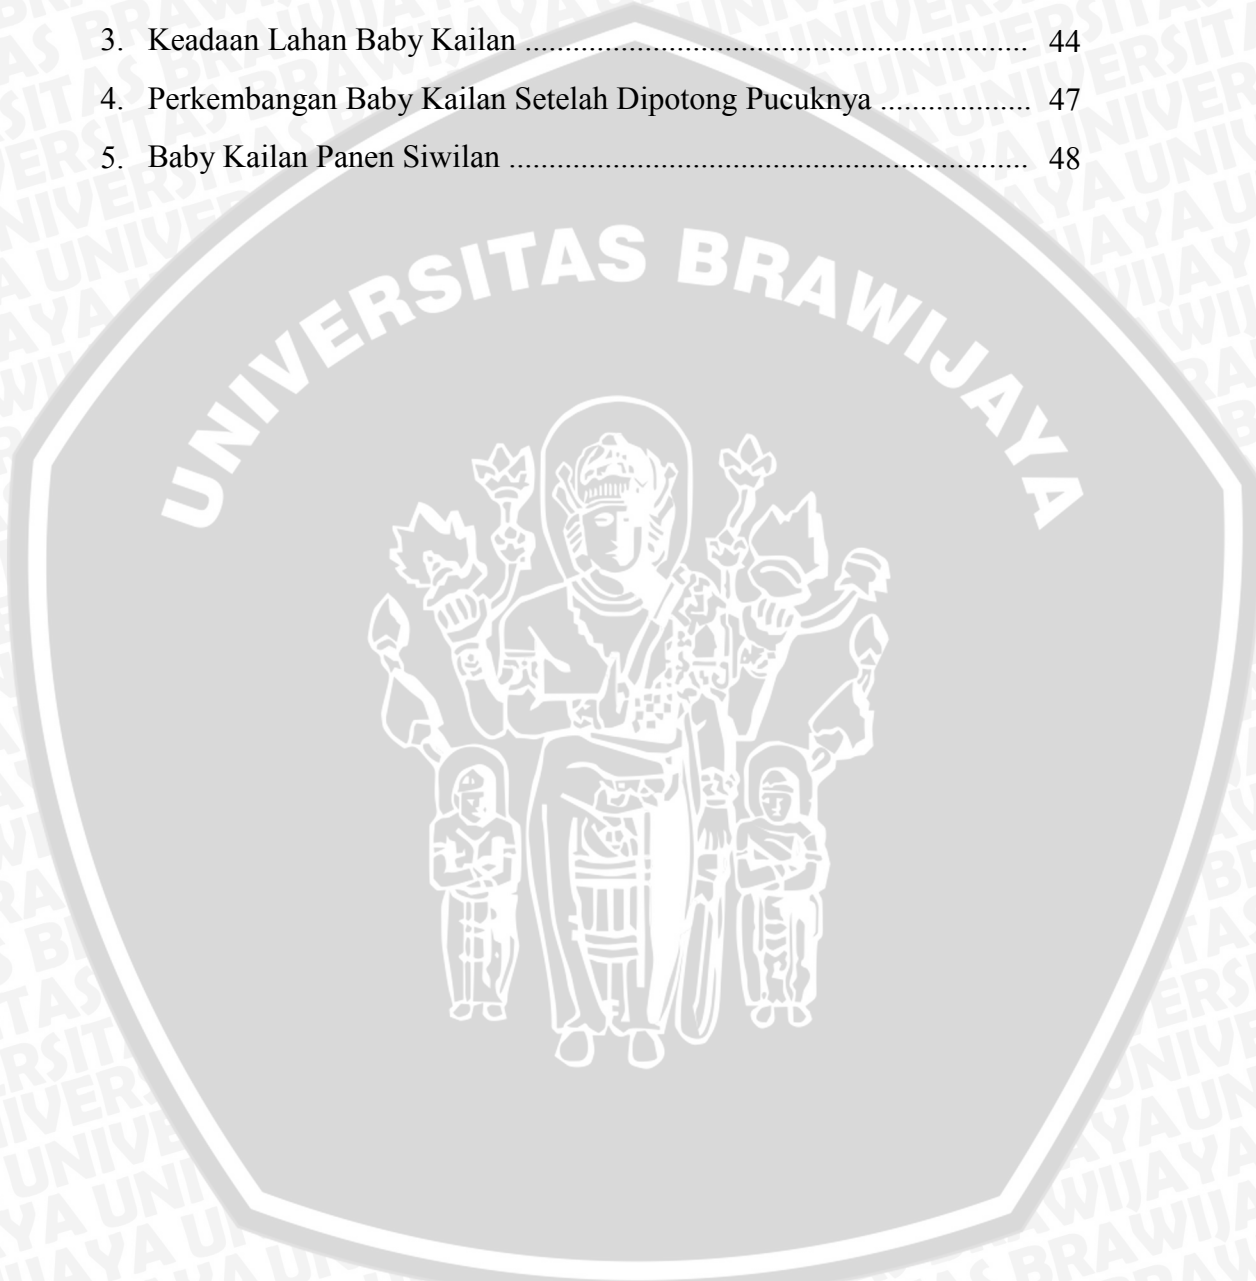 3. Keadaan Lahan Baby Kailan ................................................................ 44
4. Perkembangan Baby Kailan Setelah Dipotong Pucuknya ................... 47
5. Baby Kailan Panen Siwilan .................................................................. 48
UNIVERSITAS BRAWIJAYA